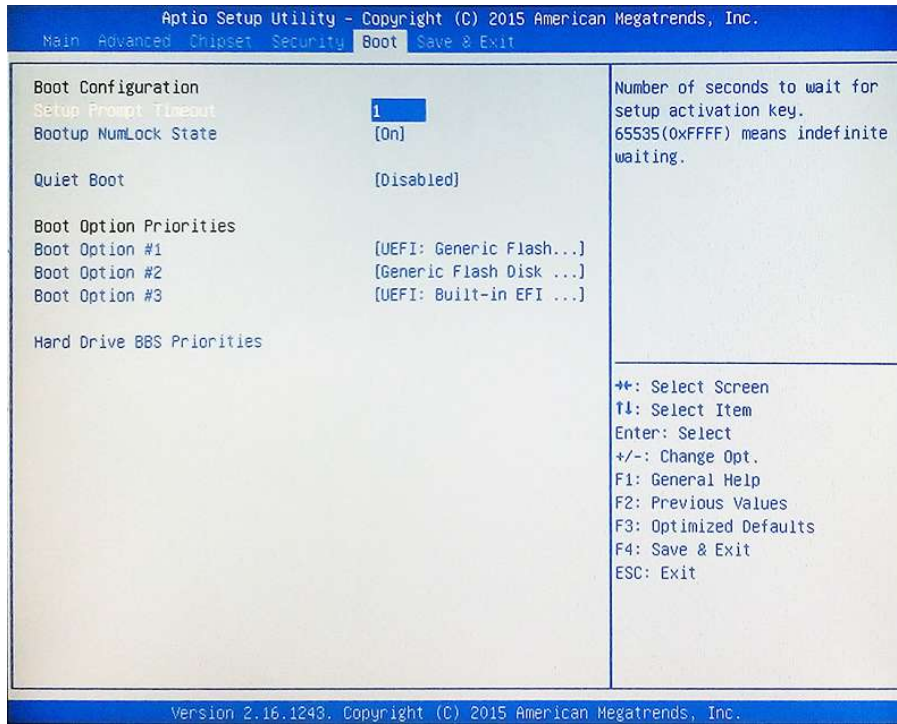 Aptio Setup Utility - Copyright (C) 2015 American Megatrends, Inc.
Main Advanced Chipset Security Boot Save & Exit
Boot Configuration
Setup Prompt Timeout 1
Bootup NumLock State [On]
Quiet Boot [Disabled]
Boot Option Priorities
Boot Option #1 [UEFI: Generic Flash...]
Boot Option #2 [Generic Flash Disk ...]
Boot Option #3 [UEFI: Built-in EFI ...]
Hard Drive BBS Priorities
Number of seconds to wait for
setup activation key.
65535(0xFFFF) means indefinite
waiting.
→←: Select Screen
↑↓: Select Item
Enter: Select
+/-: Change Opt.
F1: General Help
F2: Previous Values
F3: Optimized Defaults
F4: Save & Exit
ESC: Exit
Version 2.16.1243. Copyright (C) 2015 American Megatrends, Inc.